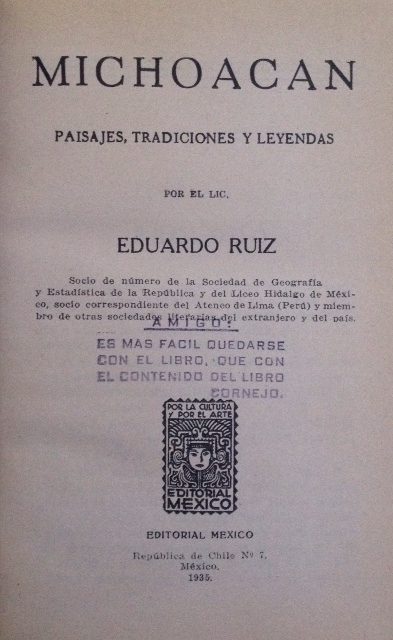 MICHOACAN
PAISAJES, TRADICIONES Y LEYENDAS
POR EL LIC.
EDUARDO RUIZ
Socio de número de la Sociedad de Geografía
y Estadística de la República y del Liceo Hidalgo de Méxi-
co, socio correspondiente del Ateneo de Lima (Perú) y miem-
bro de otras sociedades literarias del extranjero y del país.
AMIGO:
ES MAS FACIL QUEDARSE
CON EL LIBRO, QUE CON
EL CONTENIDO DEL LIBRO
CORNEJO.
POR LA CULTURA
Y POR EL ARTE
EDITORIAL
MEXICO
EDITORIAL MEXICO
República de Chile Nº 7.
México.
1935.